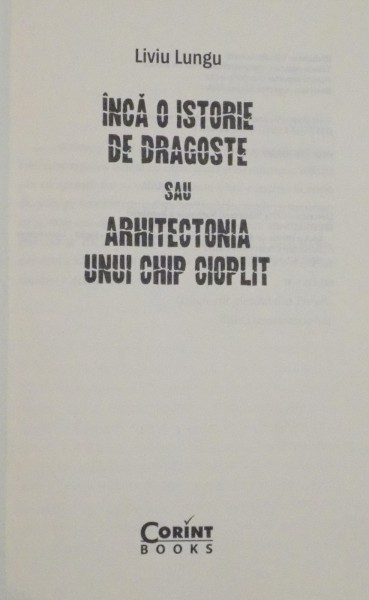 Liviu Lungu
ÎNCĂ O ISTORIE
DE DRAGOSTE
SAU
ARHITECTONIA
UNUI CHIP CIOPLIT
CORINT
BOOKS